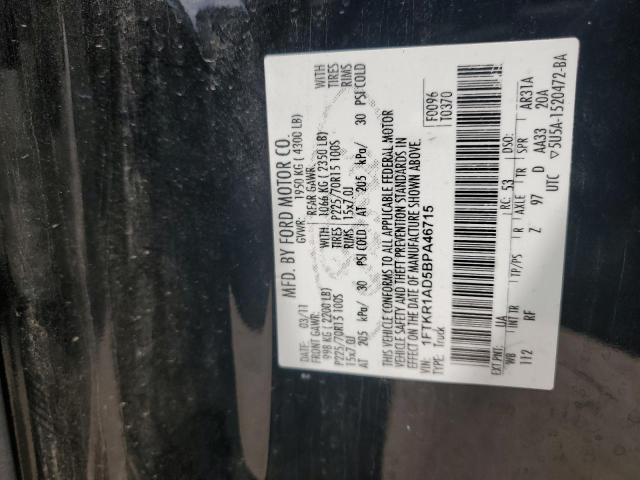 MFD. BY FORD MOTOR CO.
DATE: 03/11 GVWR: 1950 KG ( 4300 LB)
FRONT GAWR: REAR GAWR: WITH
998 KG ( 2200 LB) WITH 1066 KG ( 2350 LB) TIRES
P225/70R15 100S TIRES P225/70R15 100S RIMS
15x7.0J RIMS 15x7.0J
AT 205 kPa/ 30 PSI COLD AT 205 kPa/ 30 PSI COLD
THIS VEHICLE CONFORMS TO ALL APPLICABLE FEDERAL MOTOR
VEHICLE SAFETY AND THEFT PREVENTION STANDARDS IN
EFFECT ON THE DATE OF MANUFACTURE SHOWN ABOVE.
VIN: 1FTKR1AD5BPA46715
TYPE: Truck
F0096
T0370
EXT PNT: UA RC: 53 DSO:
WB INT TR TP/PS R AXLE TR SPR AR31A
112 RF Z 97 D AA33 20A
UTC 5U5A-1520472-BA